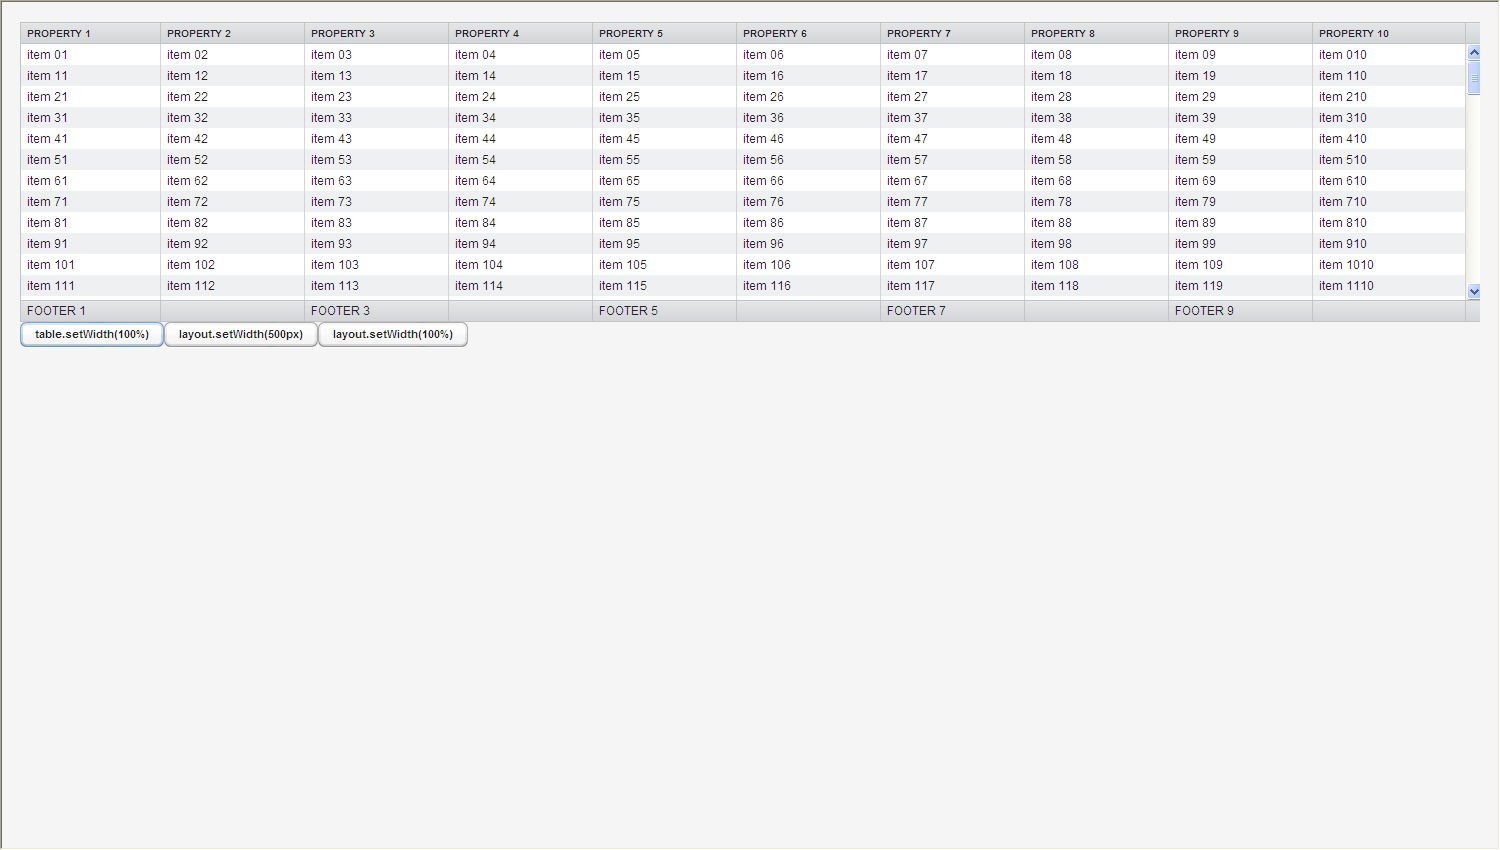 PROPERTY 1 PROPERTY 2 PROPERTY 3 PROPERTY 4 PROPERTY 5 PROPERTY 6 PROPERTY 7 PROPERTY 8 PROPERTY 9 PROPERTY 10
item 01 item 02 item 03 item 04 item 05 item 06 item 07 item 08 item 09 item 010
item 11 item 12 item 13 item 14 item 15 item 16 item 17 item 18 item 19 item 110
item 21 item 22 item 23 item 24 item 25 item 26 item 27 item 28 item 29 item 210
item 31 item 32 item 33 item 34 item 35 item 36 item 37 item 38 item 39 item 310
item 41 item 42 item 43 item 44 item 45 item 46 item 47 item 48 item 49 item 410
item 51 item 52 item 53 item 54 item 55 item 56 item 57 item 58 item 59 item 510
item 61 item 62 item 63 item 64 item 65 item 66 item 67 item 68 item 69 item 610
item 71 item 72 item 73 item 74 item 75 item 76 item 77 item 78 item 79 item 710
item 81 item 82 item 83 item 84 item 85 item 86 item 87 item 88 item 89 item 810
item 91 item 92 item 93 item 94 item 95 item 96 item 97 item 98 item 99 item 910
item 101 item 102 item 103 item 104 item 105 item 106 item 107 item 108 item 109 item 1010
item 111 item 112 item 113 item 114 item 115 item 116 item 117 item 118 item 119 item 1110
FOOTER 1 FOOTER 3 FOOTER 5 FOOTER 7 FOOTER 9
table.setWidth(100%) layout.setWidth(500px) layout.setWidth(100%)